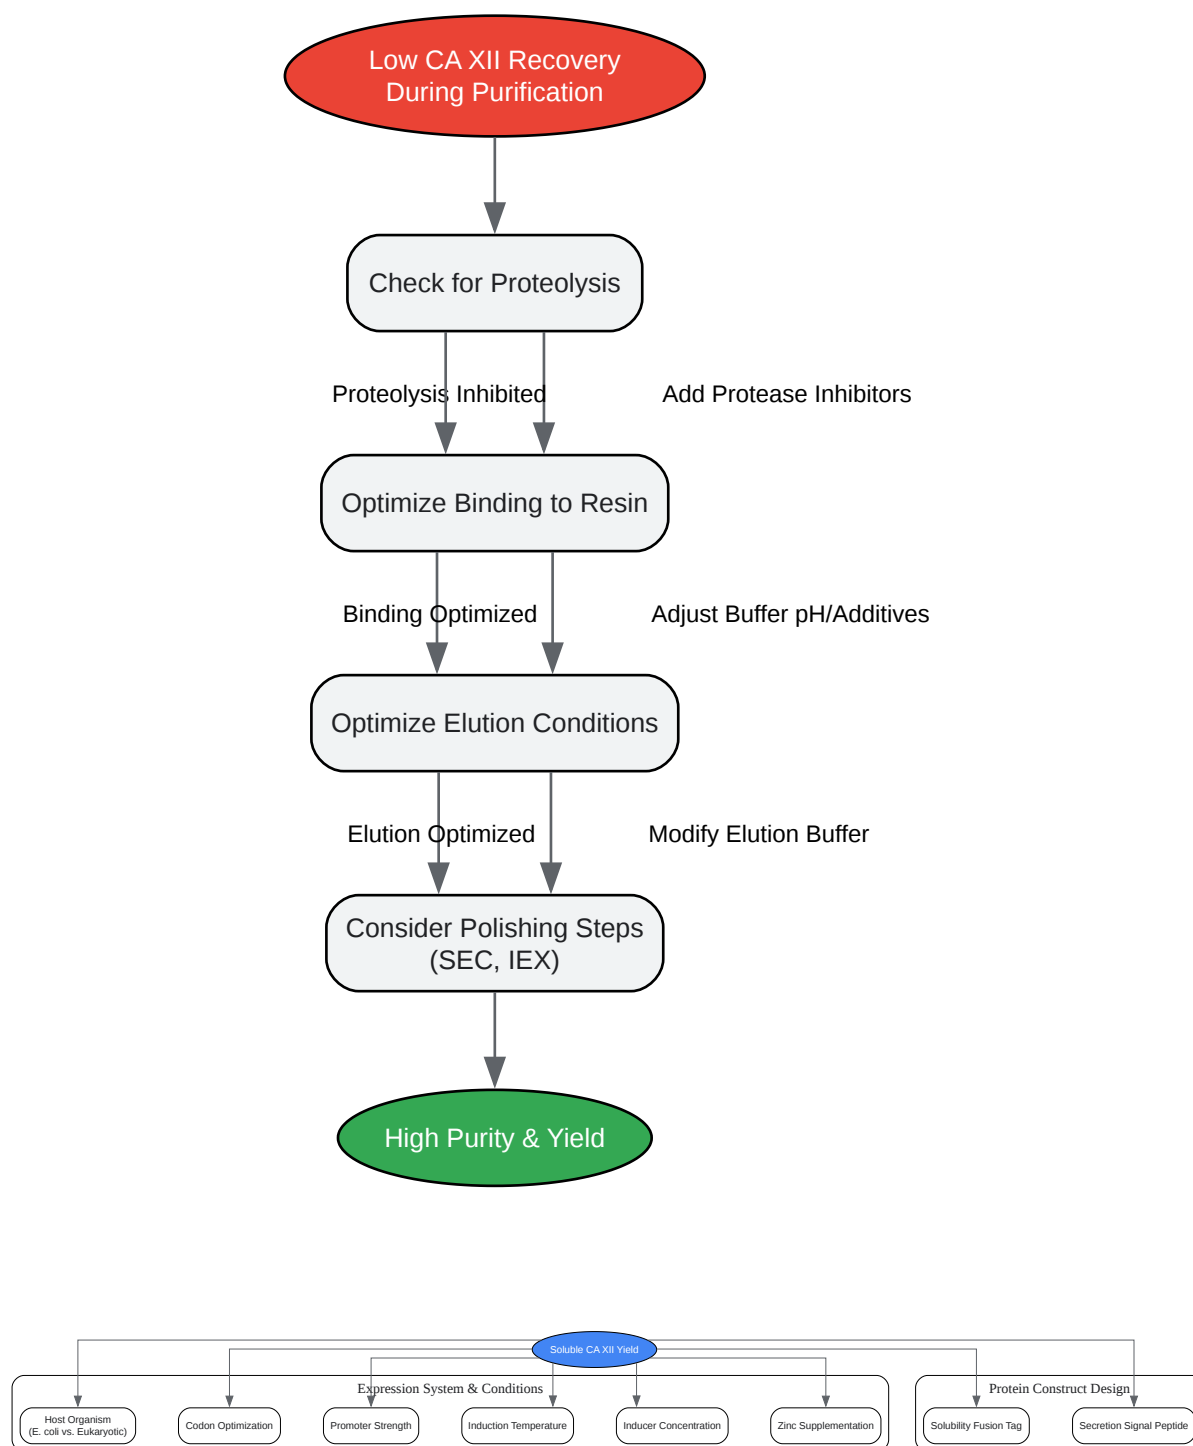 Low CA XII Recovery
During Purification
Check for Proteolysis
Proteolysis Inhibited
Add Protease Inhibitors
Optimize Binding to Resin
Binding Optimized
Adjust Buffer pH/Additives
Optimize Elution Conditions
Elution Optimized
Modify Elution Buffer
Consider Polishing Steps
(SEC, IEX)
High Purity & Yield
Soluble CA XII Yield
Expression System & Conditions
Protein Construct Design
Host Organism
(E. coli vs. Eukaryotic)
Codon Optimization
Promoter Strength
Induction Temperature
Inducer Concentration
Zinc Supplementation
Solubility Fusion Tag
Secretion Signal Peptide